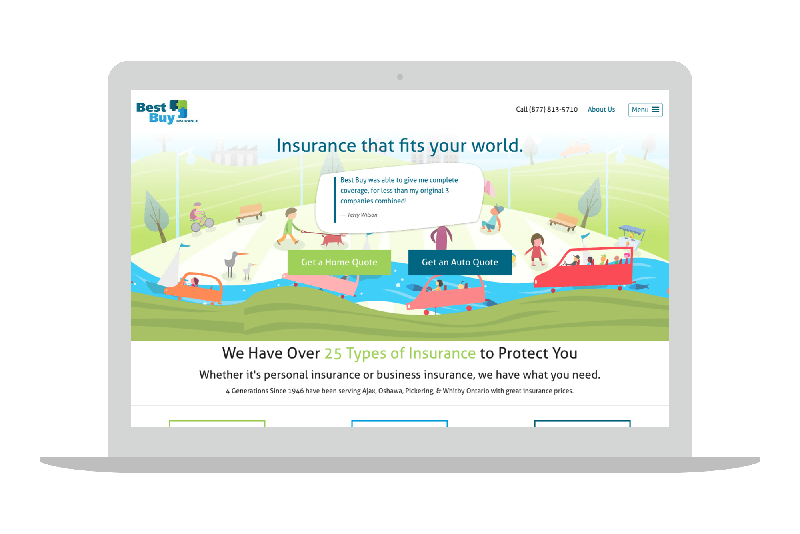 Best
Buy
INSURANCE
Call (877) 813-5710
About Us
Menu
Insurance that fits your world.
Best Buy was able to give me complete
coverage, for less than my original 3
companies combined!
— Terry Wilson
Get a Home Quote
Get an Auto Quote
We Have Over 25 Types of Insurance to Protect You
Whether it's personal insurance or business insurance, we have what you need.
4 Generations Since 1946 have been serving Ajax, Oshawa, Pickering, & Whitby Ontario with great insurance prices.